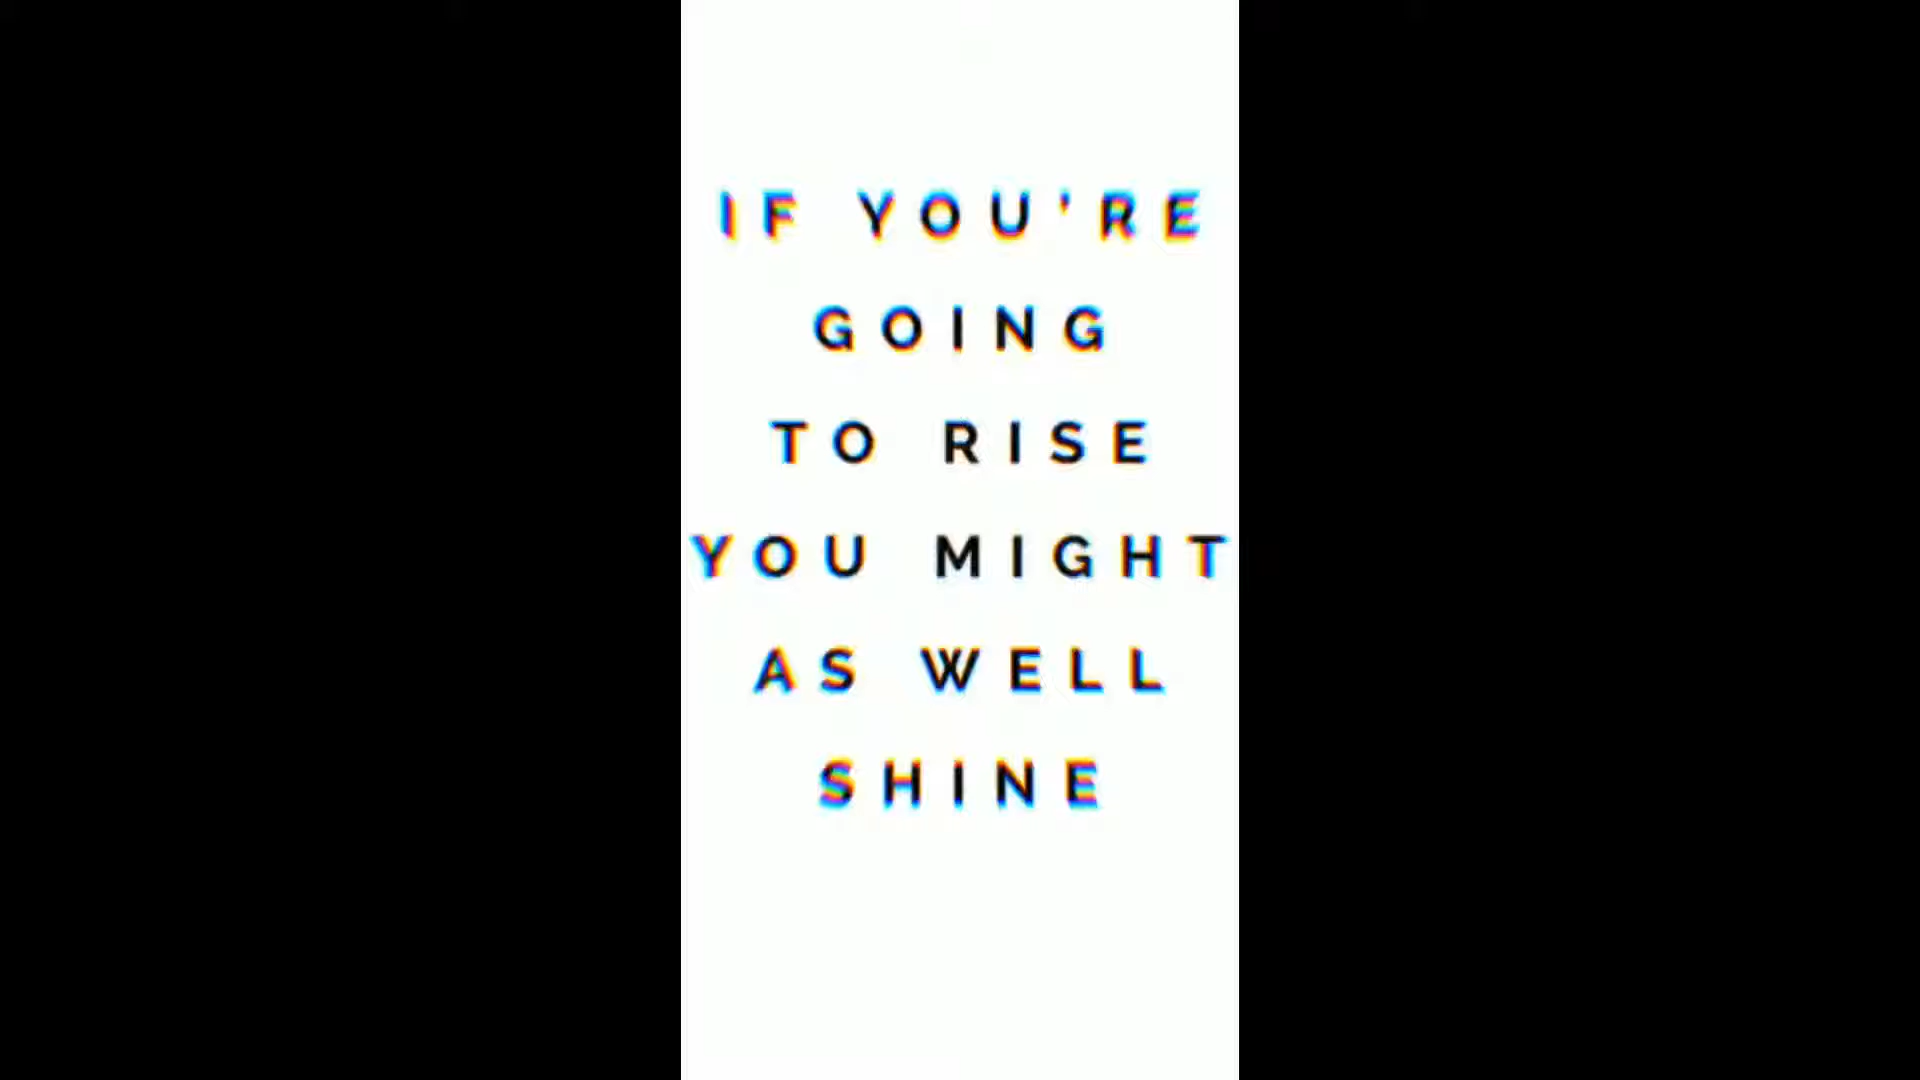 IF YOU'RE
GOING
TO RISE
YOU MIGHT
AS WELL
SHINE